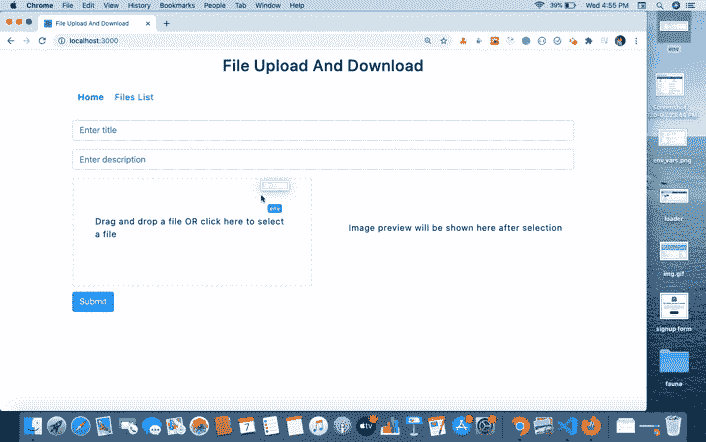 Chrome File Edit View History Bookmarks People Tab Window Help 39% Wed 4:55 PM
File Upload And Download
localhost:3000
File Upload And Download
Home Files List
Enter title
Enter description
Drag and drop a file OR click here to select
a file
Image preview will be shown here after selection
Submit
env_vars.png
loader
img.gif
signup form
fauna
tv